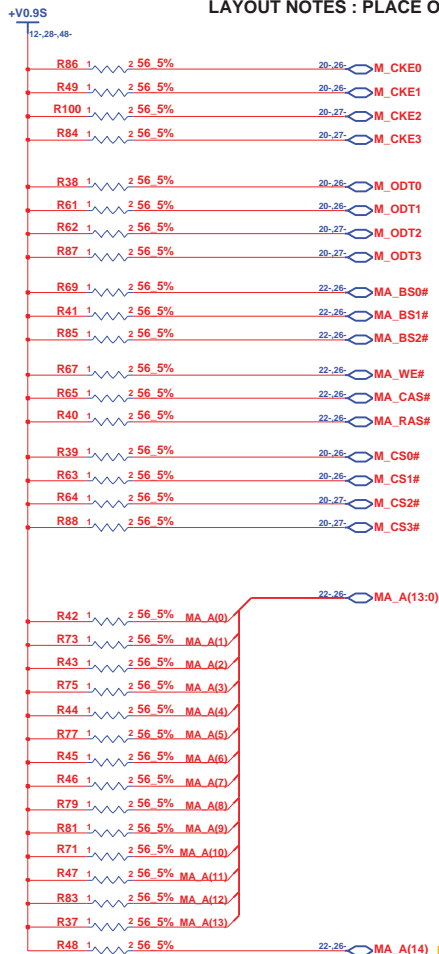 LAYOUT NOTES : PLACE O
+V0.9S
12-,28-,48-
R86 1 2 56_5% 20-,26- M_CKE0
R49 1 2 56_5% 20-,26- M_CKE1
R100 1 2 56_5% 20-,27- M_CKE2
R84 1 2 56_5% 20-,27- M_CKE3
R38 1 2 56_5% 20-,26- M_ODT0
R61 1 2 56_5% 20-,26- M_ODT1
R62 1 2 56_5% 20-,27- M_ODT2
R87 1 2 56_5% 20-,27- M_ODT3
R69 1 2 56_5% 22-,26- MA_BS0#
R41 1 2 56_5% 22-,26- MA_BS1#
R85 1 2 56_5% 22-,26- MA_BS2#
R67 1 2 56_5% 22-,26- MA_WE#
R65 1 2 56_5% 22-,26- MA_CAS#
R40 1 2 56_5% 22-,26- MA_RAS#
R39 1 2 56_5% 20-,26- M_CS0#
R63 1 2 56_5% 20-,26- M_CS1#
R64 1 2 56_5% 20-,27- M_CS2#
R88 1 2 56_5% 20-,27- M_CS3#
22-,26- MA_A(13:0)
R42 1 2 56_5% MA_A(0)
R73 1 2 56_5% MA_A(1)
R43 1 2 56_5% MA_A(2)
R75 1 2 56_5% MA_A(3)
R44 1 2 56_5% MA_A(4)
R77 1 2 56_5% MA_A(5)
R45 1 2 56_5% MA_A(6)
R46 1 2 56_5% MA_A(7)
R79 1 2 56_5% MA_A(8)
R81 1 2 56_5% MA_A(9)
R71 1 2 56_5% MA_A(10)
R47 1 2 56_5% MA_A(11)
R83 1 2 56_5% MA_A(12)
R37 1 2 56_5% MA_A(13)
R48 1 2 56_5% 22-,26- MA_A(14)